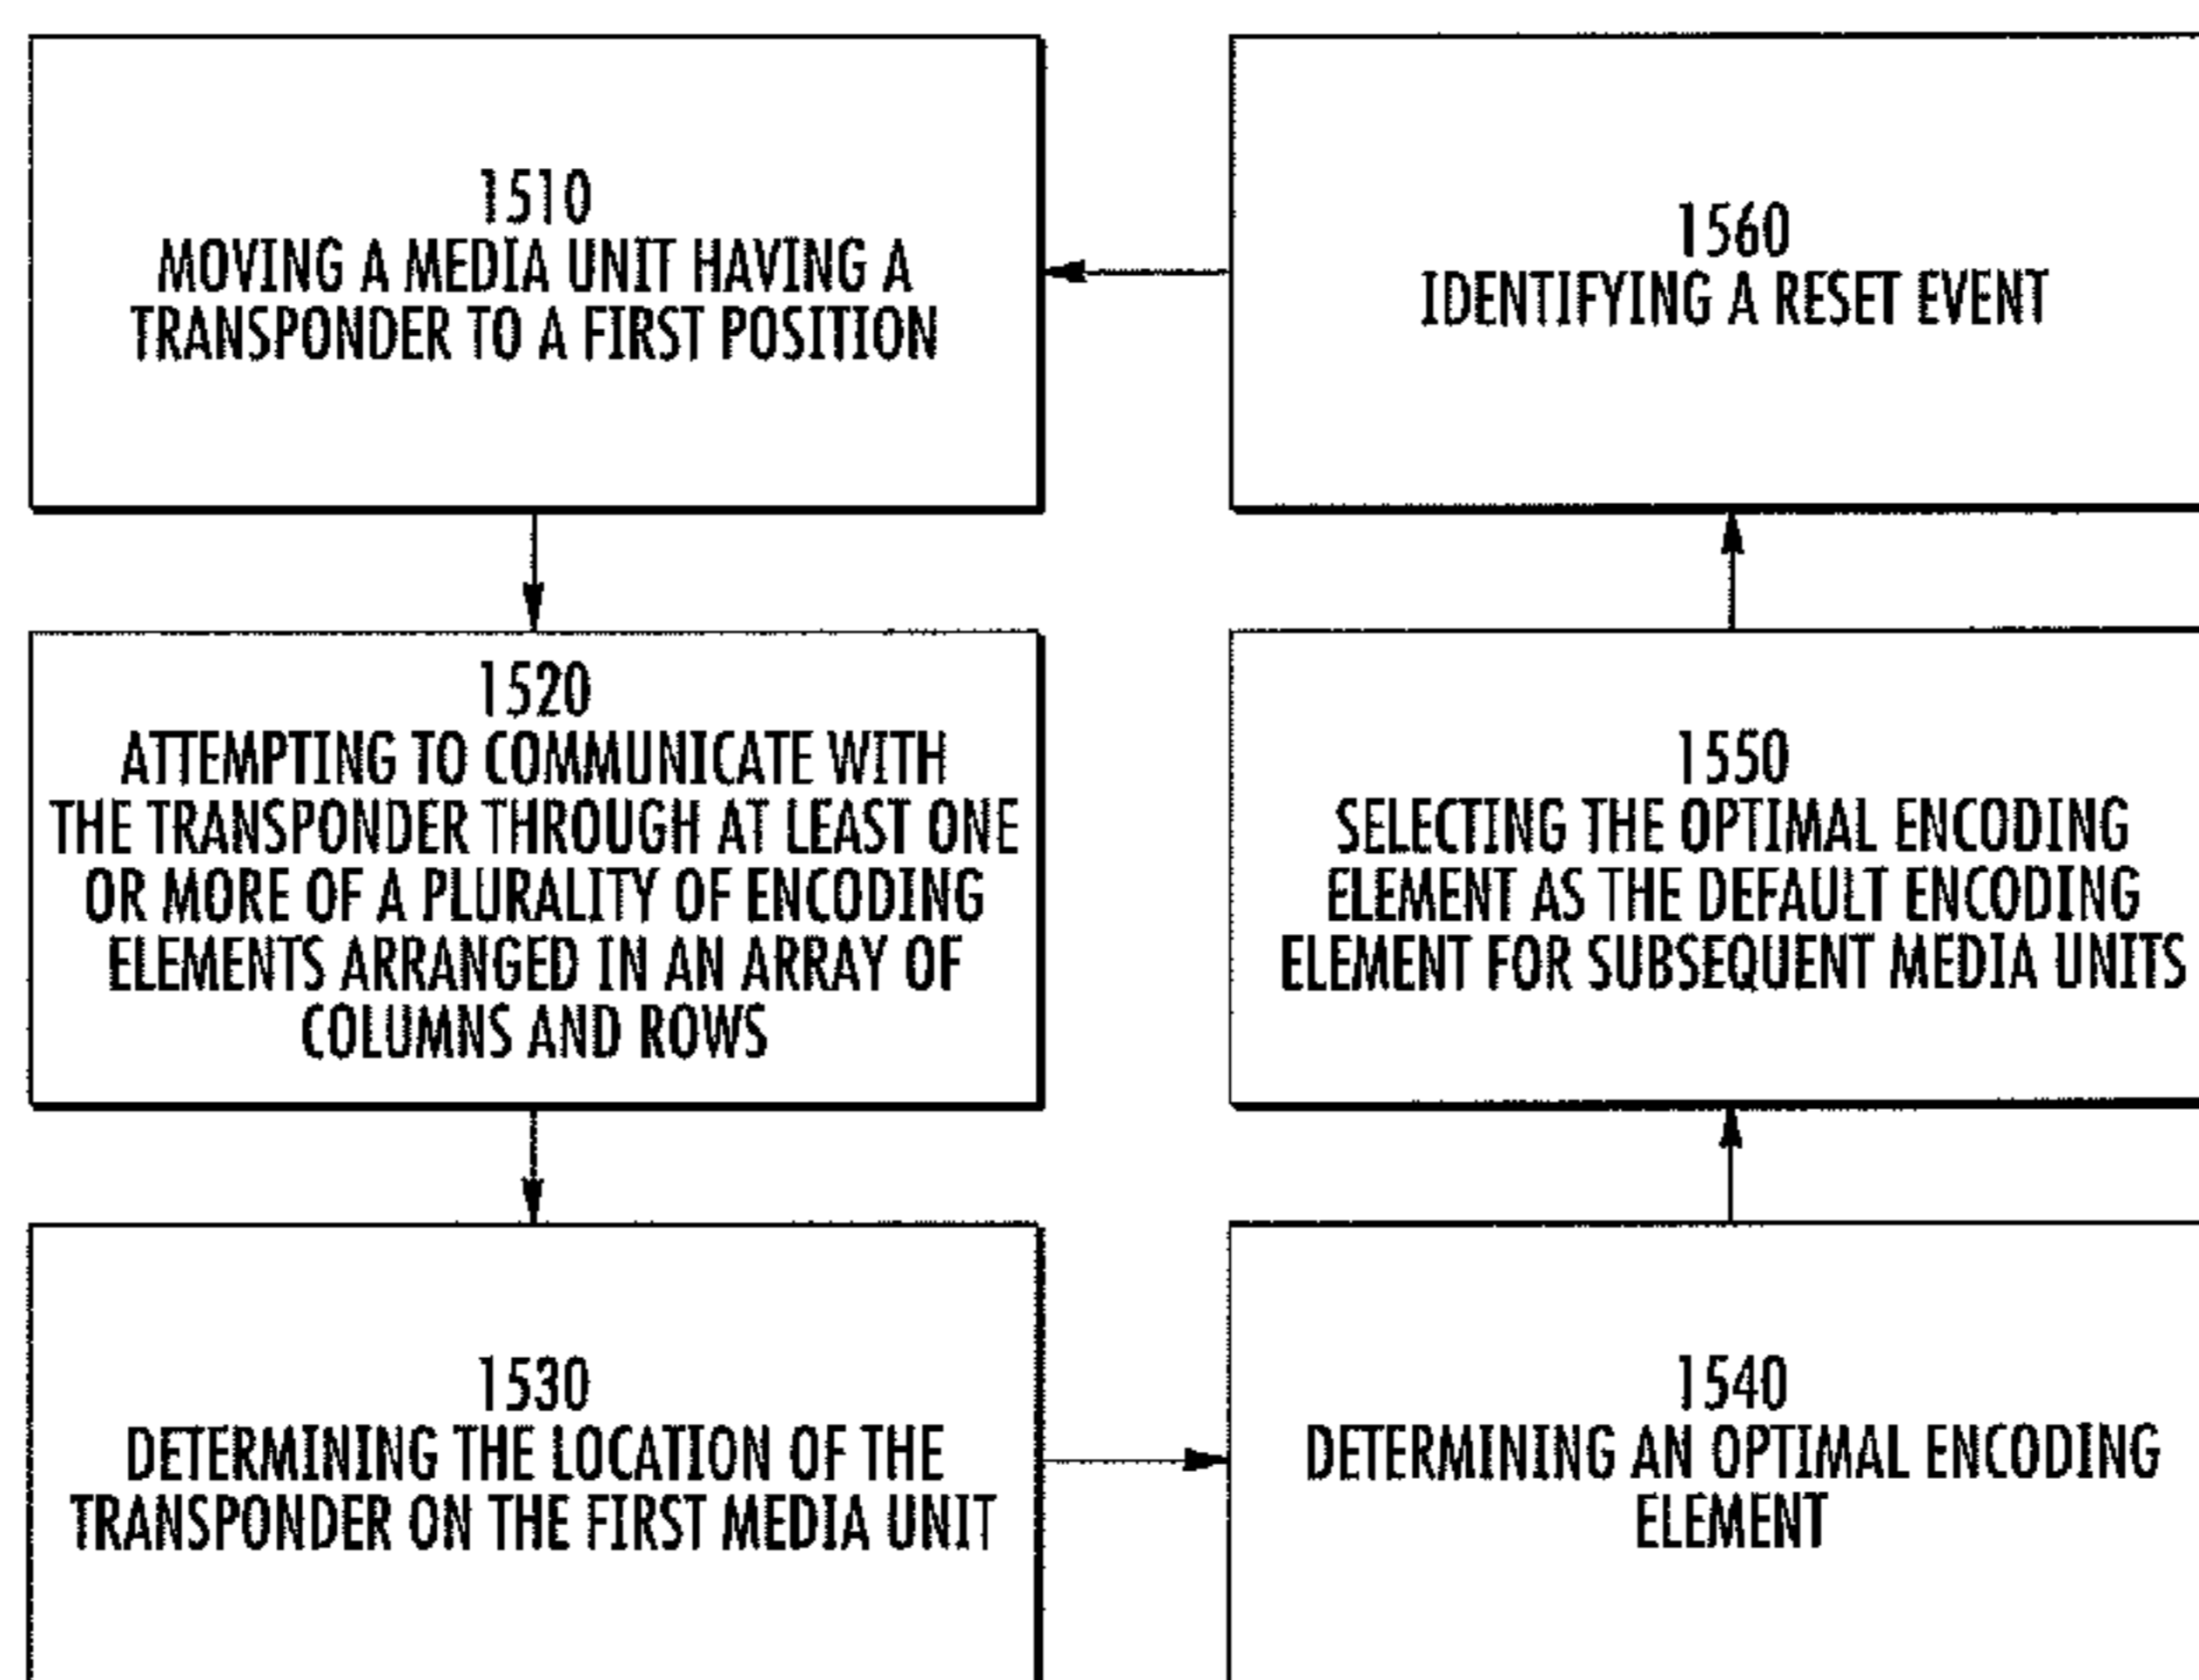 1510
MOVING A MEDIA UNIT HAVING A
TRANSPONDER TO A FIRST POSITION
1520
ATTEMPTING TO COMMUNICATE WITH
THE TRANSPONDER THROUGH AT LEAST ONE
OR MORE OF A PLURALITY OF ENCODING
ELEMENTS ARRANGED IN AN ARRAY OF
COLUMNS AND ROWS
1530
DETERMINING THE LOCATION OF THE
TRANSPONDER ON THE FIRST MEDIA UNIT
1540
DETERMINING AN OPTIMAL ENCODING
ELEMENT
1550
SELECTING THE OPTIMAL ENCODING
ELEMENT AS THE DEFAULT ENCODING
ELEMENT FOR SUBSEQUENT MEDIA UNITS
1560
IDENTIFYING A RESET EVENT